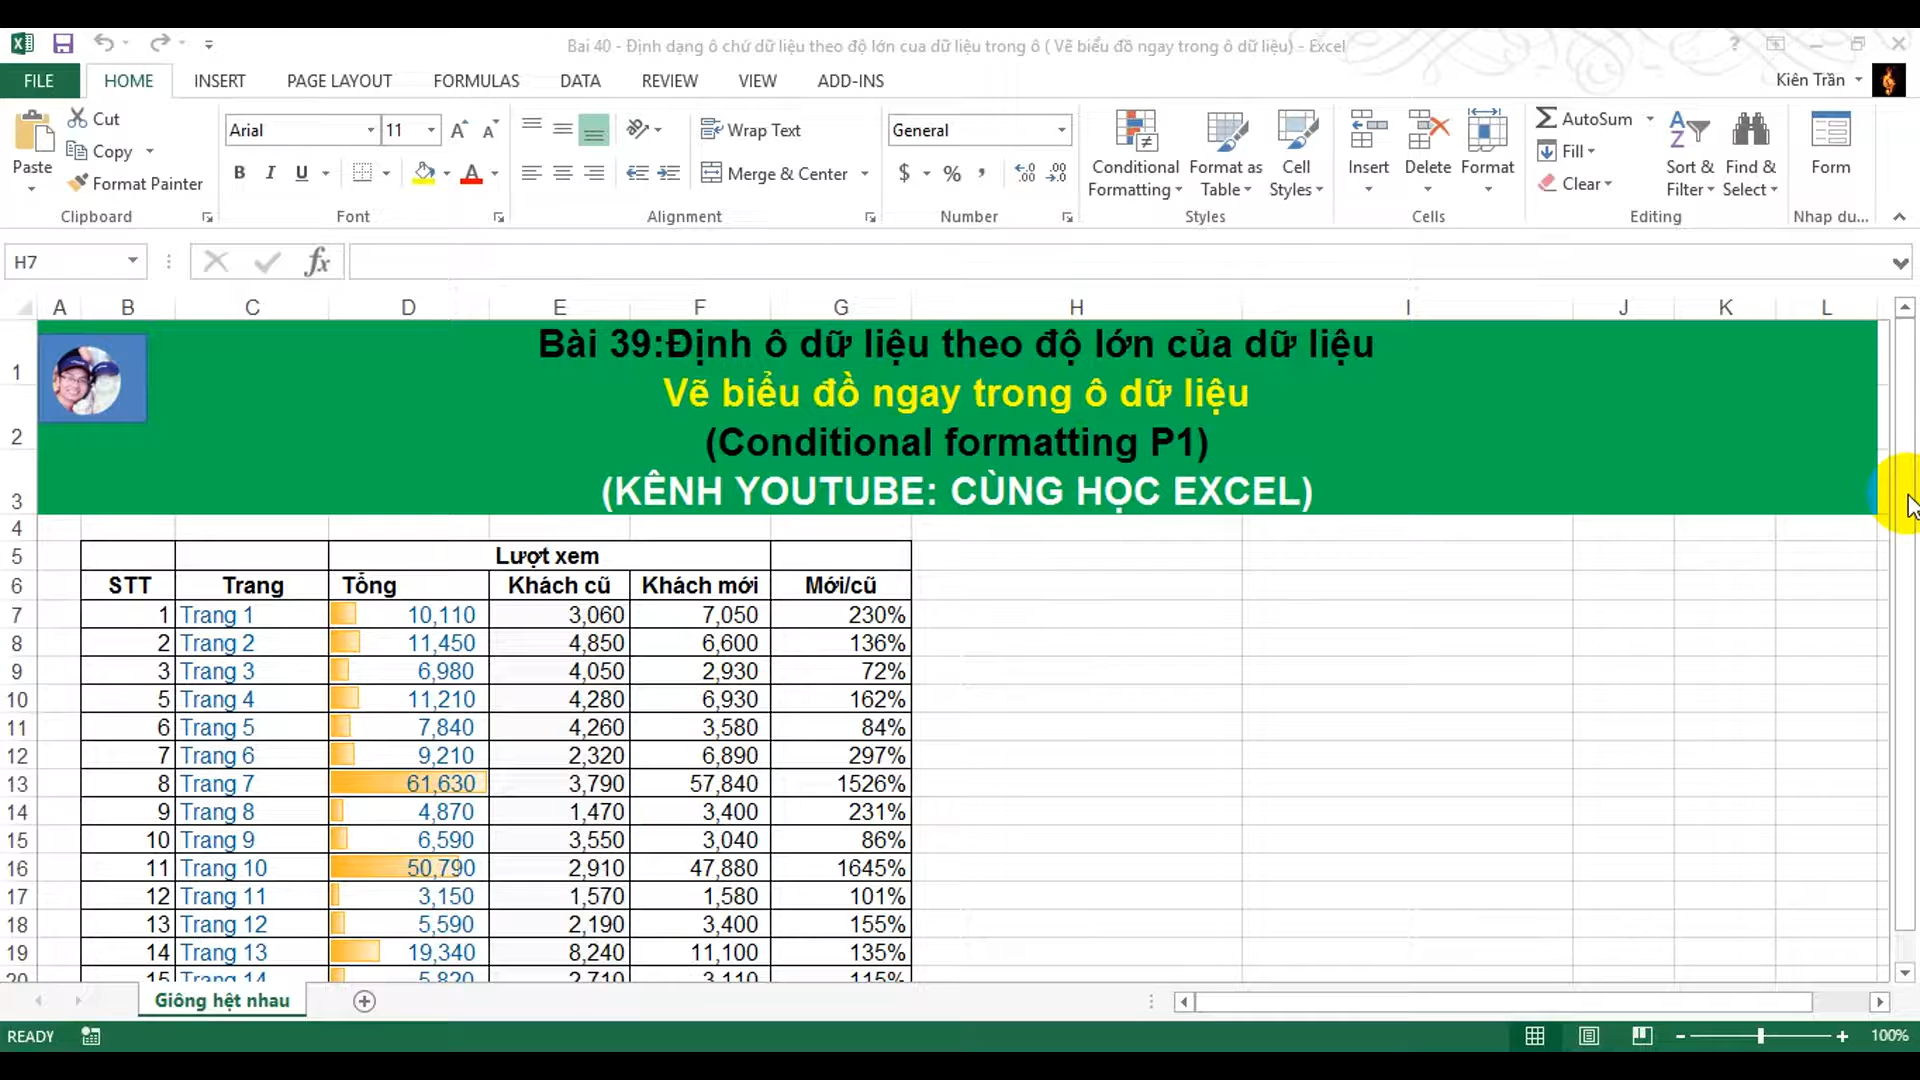 Bai 40 - Định dạng ô chứ dữ liệu theo độ lớn cua dữ liệu trong ô ( Vẽ biểu đồ ngay trong ô dữ liệu) - Excel
FILE HOME INSERT PAGE LAYOUT FORMULAS DATA REVIEW VIEW ADD-INS Kiên Trần
Cut
Copy
Format Painter
Paste
Clipboard
Arial 11
B I U
Font
Wrap Text
Merge & Center
Alignment
General
$ % ,
Number
Conditional Formatting
Format as Table
Cell Styles
Styles
Insert Delete Format
Cells
AutoSum
Fill
Clear
Sort & Filter
Find & Select
Editing
Form
Nhap du...
H7 fx
A B C D E F G H I J K L
1
2
3
Bài 39:Định ô dữ liệu theo độ lớn của dữ liệu
Vẽ biểu đồ ngay trong ô dữ liệu
(Conditional formatting P1)
(KÊNH YOUTUBE: CÙNG HỌC EXCEL)
4
5 Lượt xem
6 STT Trang Tổng Khách cũ Khách mới Mới/cũ
7 1 Trang 1 10,110 3,060 7,050 230%
8 2 Trang 2 11,450 4,850 6,600 136%
9 3 Trang 3 6,980 4,050 2,930 72%
10 5 Trang 4 11,210 4,280 6,930 162%
11 6 Trang 5 7,840 4,260 3,580 84%
12 7 Trang 6 9,210 2,320 6,890 297%
13 8 Trang 7 61,630 3,790 57,840 1526%
14 9 Trang 8 4,870 1,470 3,400 231%
15 10 Trang 9 6,590 3,550 3,040 86%
16 11 Trang 10 50,790 2,910 47,880 1645%
17 12 Trang 11 3,150 1,570 1,580 101%
18 13 Trang 12 5,590 2,190 3,400 155%
19 14 Trang 13 19,340 8,240 11,100 135%
20 15 Trang 14 5,820 2,710 3,110 115%
Giông hệt nhau
READY 100%